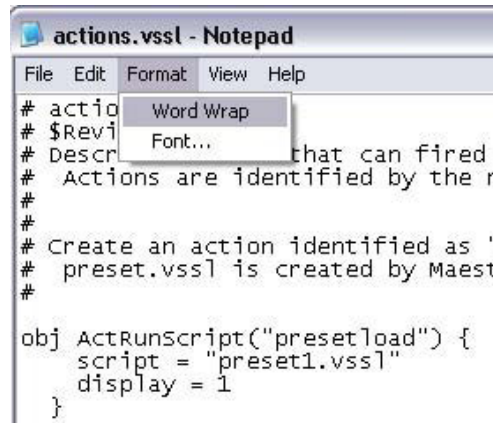 actions.vssl - Notepad
File Edit Format View Help
# actio
Word Wrap
# $Revi
Font...
# Descr that can fired
# Actions are identified by the
#
#
# Create an action identified as "
# preset.vssl is created by Maest
#
obj ActRunScript("presetload") {
script = "preset1.vssl"
display = 1
}